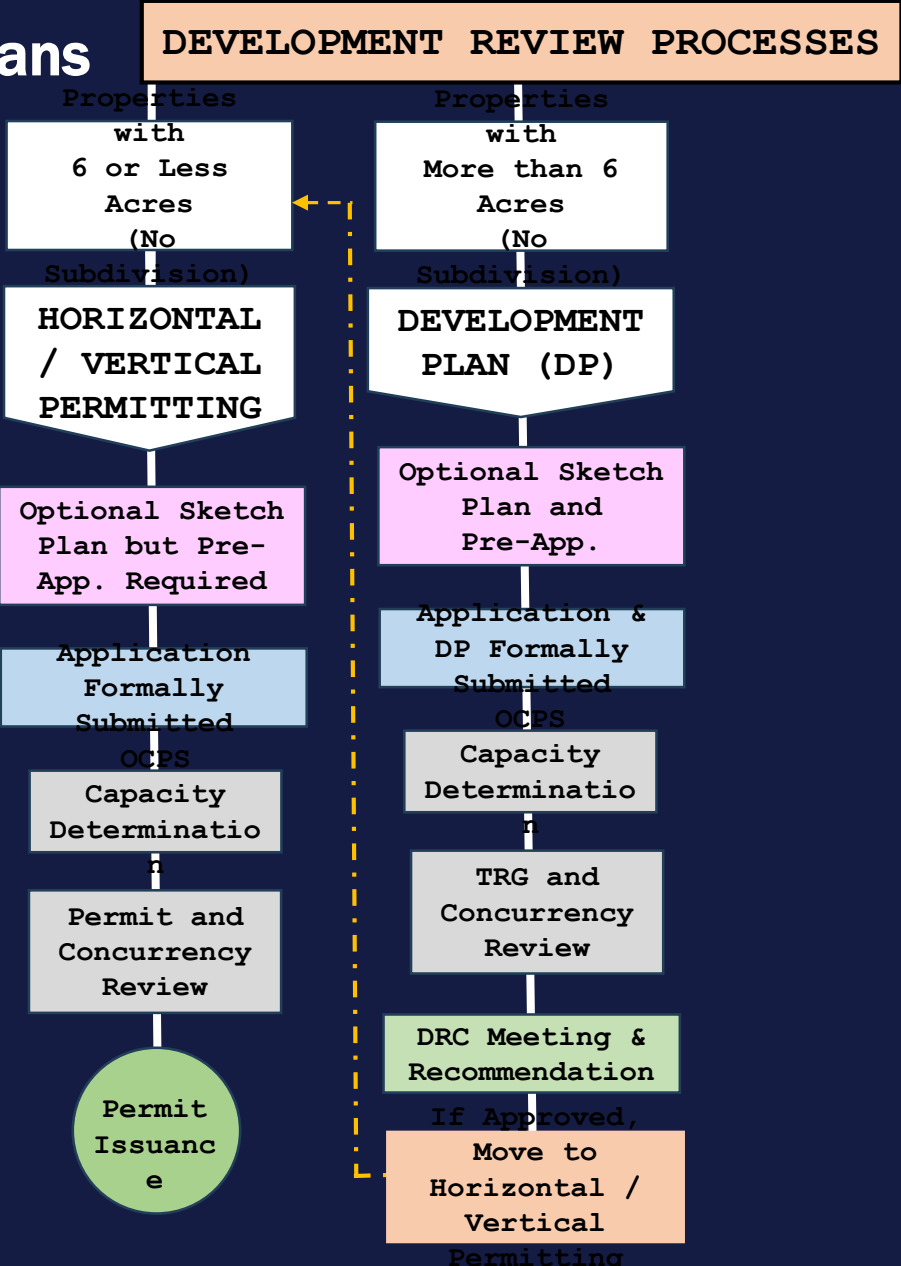 ans
DEVELOPMENT REVIEW PROCESSES
Properties
with
6 or Less
Acres
(No
Subdivision)
HORIZONTAL
/ VERTICAL
PERMITTING
Optional Sketch
Plan but Pre-
App. Required
Application
Formally
Submitted
OCPS
Capacity
Determinatio
n
Permit and
Concurrency
Review
Permit
Issuanc
e
Properties
with
More than 6
Acres
(No
Subdivision)
DEVELOPMENT
PLAN (DP)
Optional Sketch
Plan and
Pre-App.
Application &
DP Formally
Submitted
OCPS
Capacity
Determinatio
n
TRG and
Concurrency
Review
DRC Meeting &
Recommendation
If Approved,
Move to
Horizontal /
Vertical
Permitting